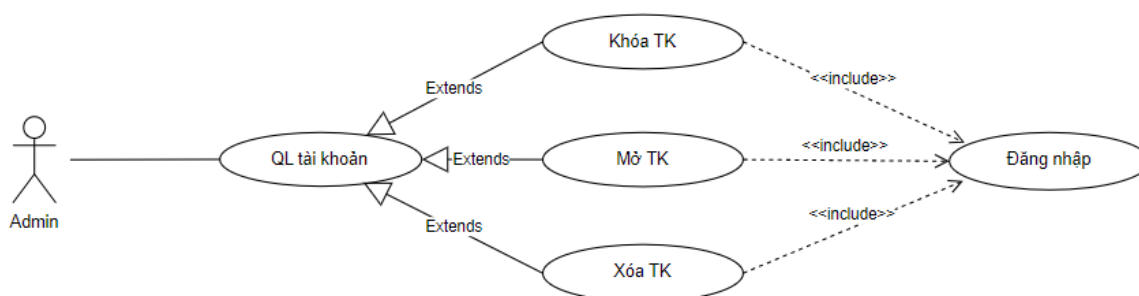 Khóa TK
Extends
<<include>>
Admin
QL tài khoản
Extends
Mở TK
<<include>>
Đăng nhập
Extends
<<include>>
Xóa TK